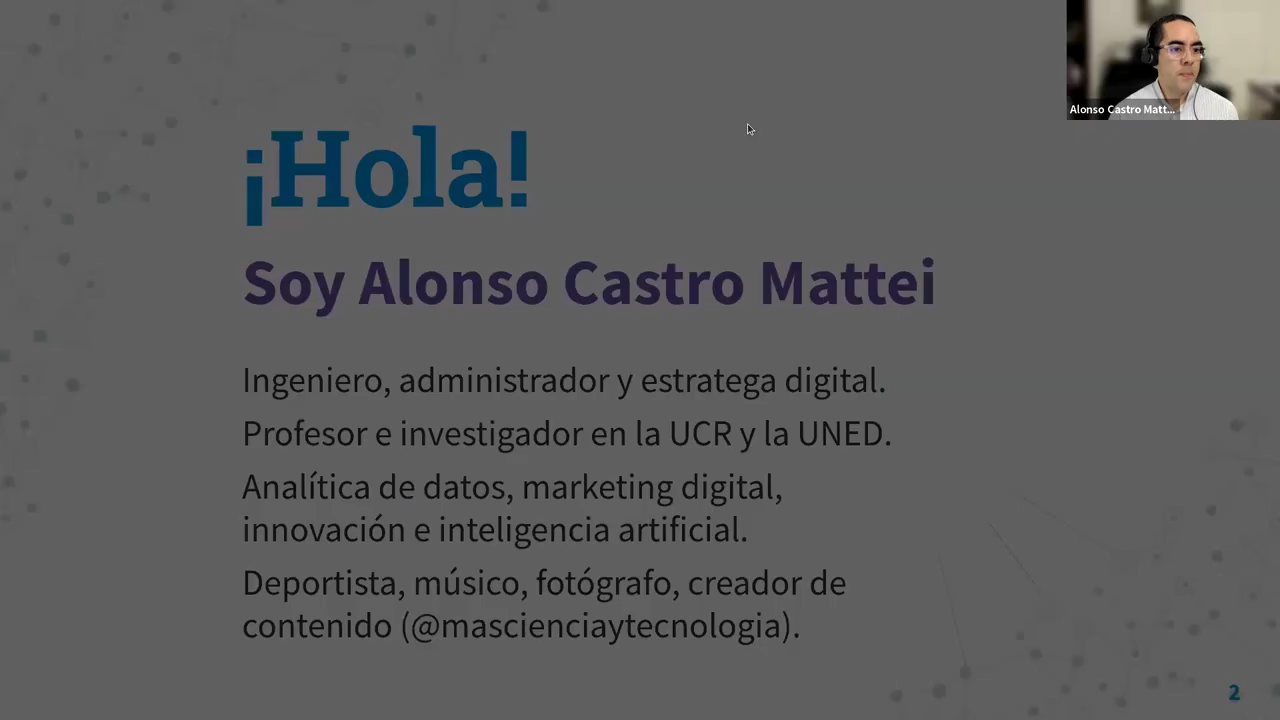 Alonso Castro Matt...
¡Hola!
Soy Alonso Castro Mattei
Ingeniero, administrador y estratega digital.
Profesor e investigador en la UCR y la UNED.
Analítica de datos, marketing digital,
innovación e inteligencia artificial.
Deportista, músico, fotógrafo, creador de
contenido (@mascienciaytecnologia).
2